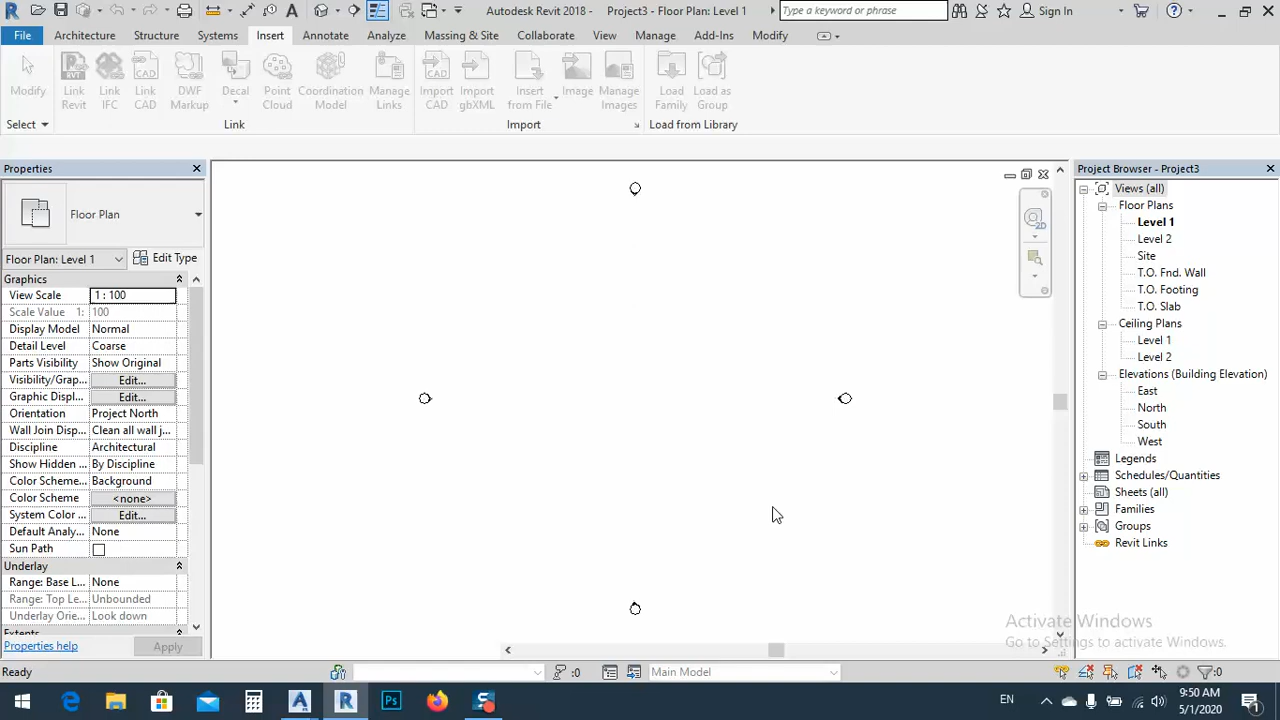 Autodesk Revit 2018 - Project3 - Floor Plan: Level 1
Type a keyword or phrase
Sign In
File
Architecture
Structure
Systems
Insert
Annotate
Analyze
Massing & Site
Collaborate
View
Manage
Add-Ins
Modify
Modify
Link Revit
Link IFC
Link CAD
DWF Markup
Decal
Point Cloud
Coordination Model
Manage Links
Import CAD
Import gbXML
Insert from File
Image
Manage Images
Load Family
Load as Group
Select
Link
Import
Load from Library
Properties
Floor Plan
Floor Plan: Level 1
Edit Type
Graphics
View Scale 1 : 100
Scale Value 1: 100
Display Model Normal
Detail Level Coarse
Parts Visibility Show Original
Visibility/Grap... Edit...
Graphic Displ... Edit...
Orientation Project North
Wall Join Disp... Clean all wall j...
Discipline Architectural
Show Hidden ... By Discipline
Color Scheme... Background
Color Scheme <none>
System Color ... Edit...
Default Analy... None
Sun Path
Underlay
Range: Base L... None
Range: Top Le... Unbounded
Underlay Orie... Look down
Extents
Properties help
Apply
2D
Project Browser - Project3
Views (all)
Floor Plans
Level 1
Level 2
Site
T.O. Fnd. Wall
T.O. Footing
T.O. Slab
Ceiling Plans
Level 1
Level 2
Elevations (Building Elevation)
East
North
South
West
Legends
Schedules/Quantities
Sheets (all)
Families
Groups
Revit Links
Activate Windows
Go to Settings to activate Windows.
Ready
:0
Main Model
:0
EN
9:50 AM
5/1/2020